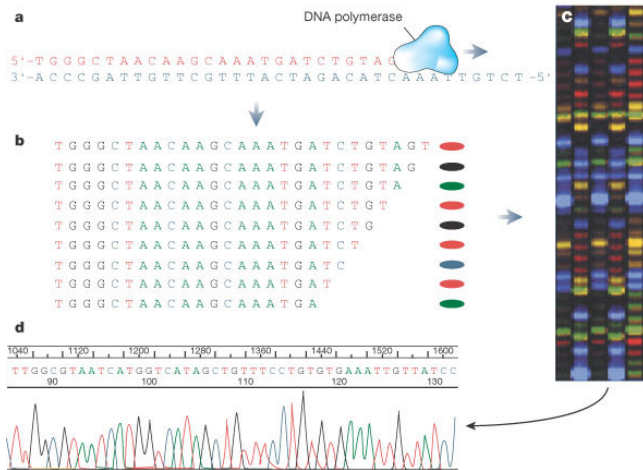 a
DNA polymerase
c
5'-TGGGCTAACAAGCAAATGATCTGTAG
3'-ACCCGATTGTTCGTTTACTAGACATCAAATTGTCT-5'
b
TGGGCTAACAAGCAAATGATCTGTAGT
TGGGCTAACAAGCAAATGATCTGTAG
TGGGCTAACAAGCAAATGATCTGTA
TGGGCTAACAAGCAAATGATCTGT
TGGGCTAACAAGCAAATGATCTG
TGGGCTAACAAGCAAATGATCT
TGGGCTAACAAGCAAATGATC
TGGGCTAACAAGCAAATGAT
TGGGCTAACAAGCAAATGA
d
1040 1120 1200 1280 1360 1440 1520 1600
TTGGCGTAATCATGGTCATAGCTGTTTCCTGTGTGAAATTGTTATCC
90 100 110 120 130